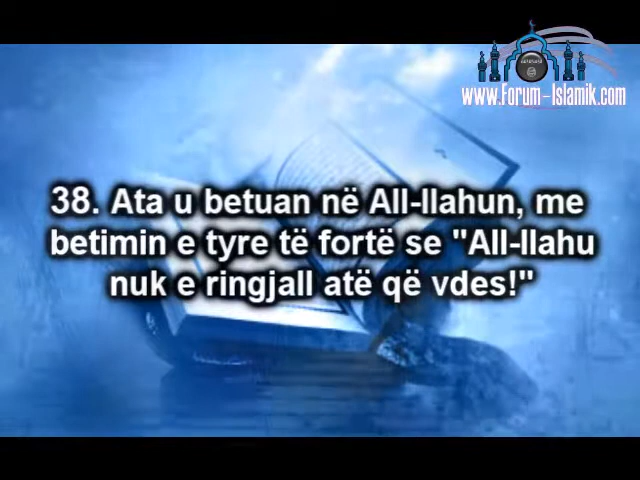 www.Forum-Islamik.com
38. Ata u betuan në All-llahun, me
betimin e tyre të fortë se "All-llahu
nuk e ringjall atë që vdes!"